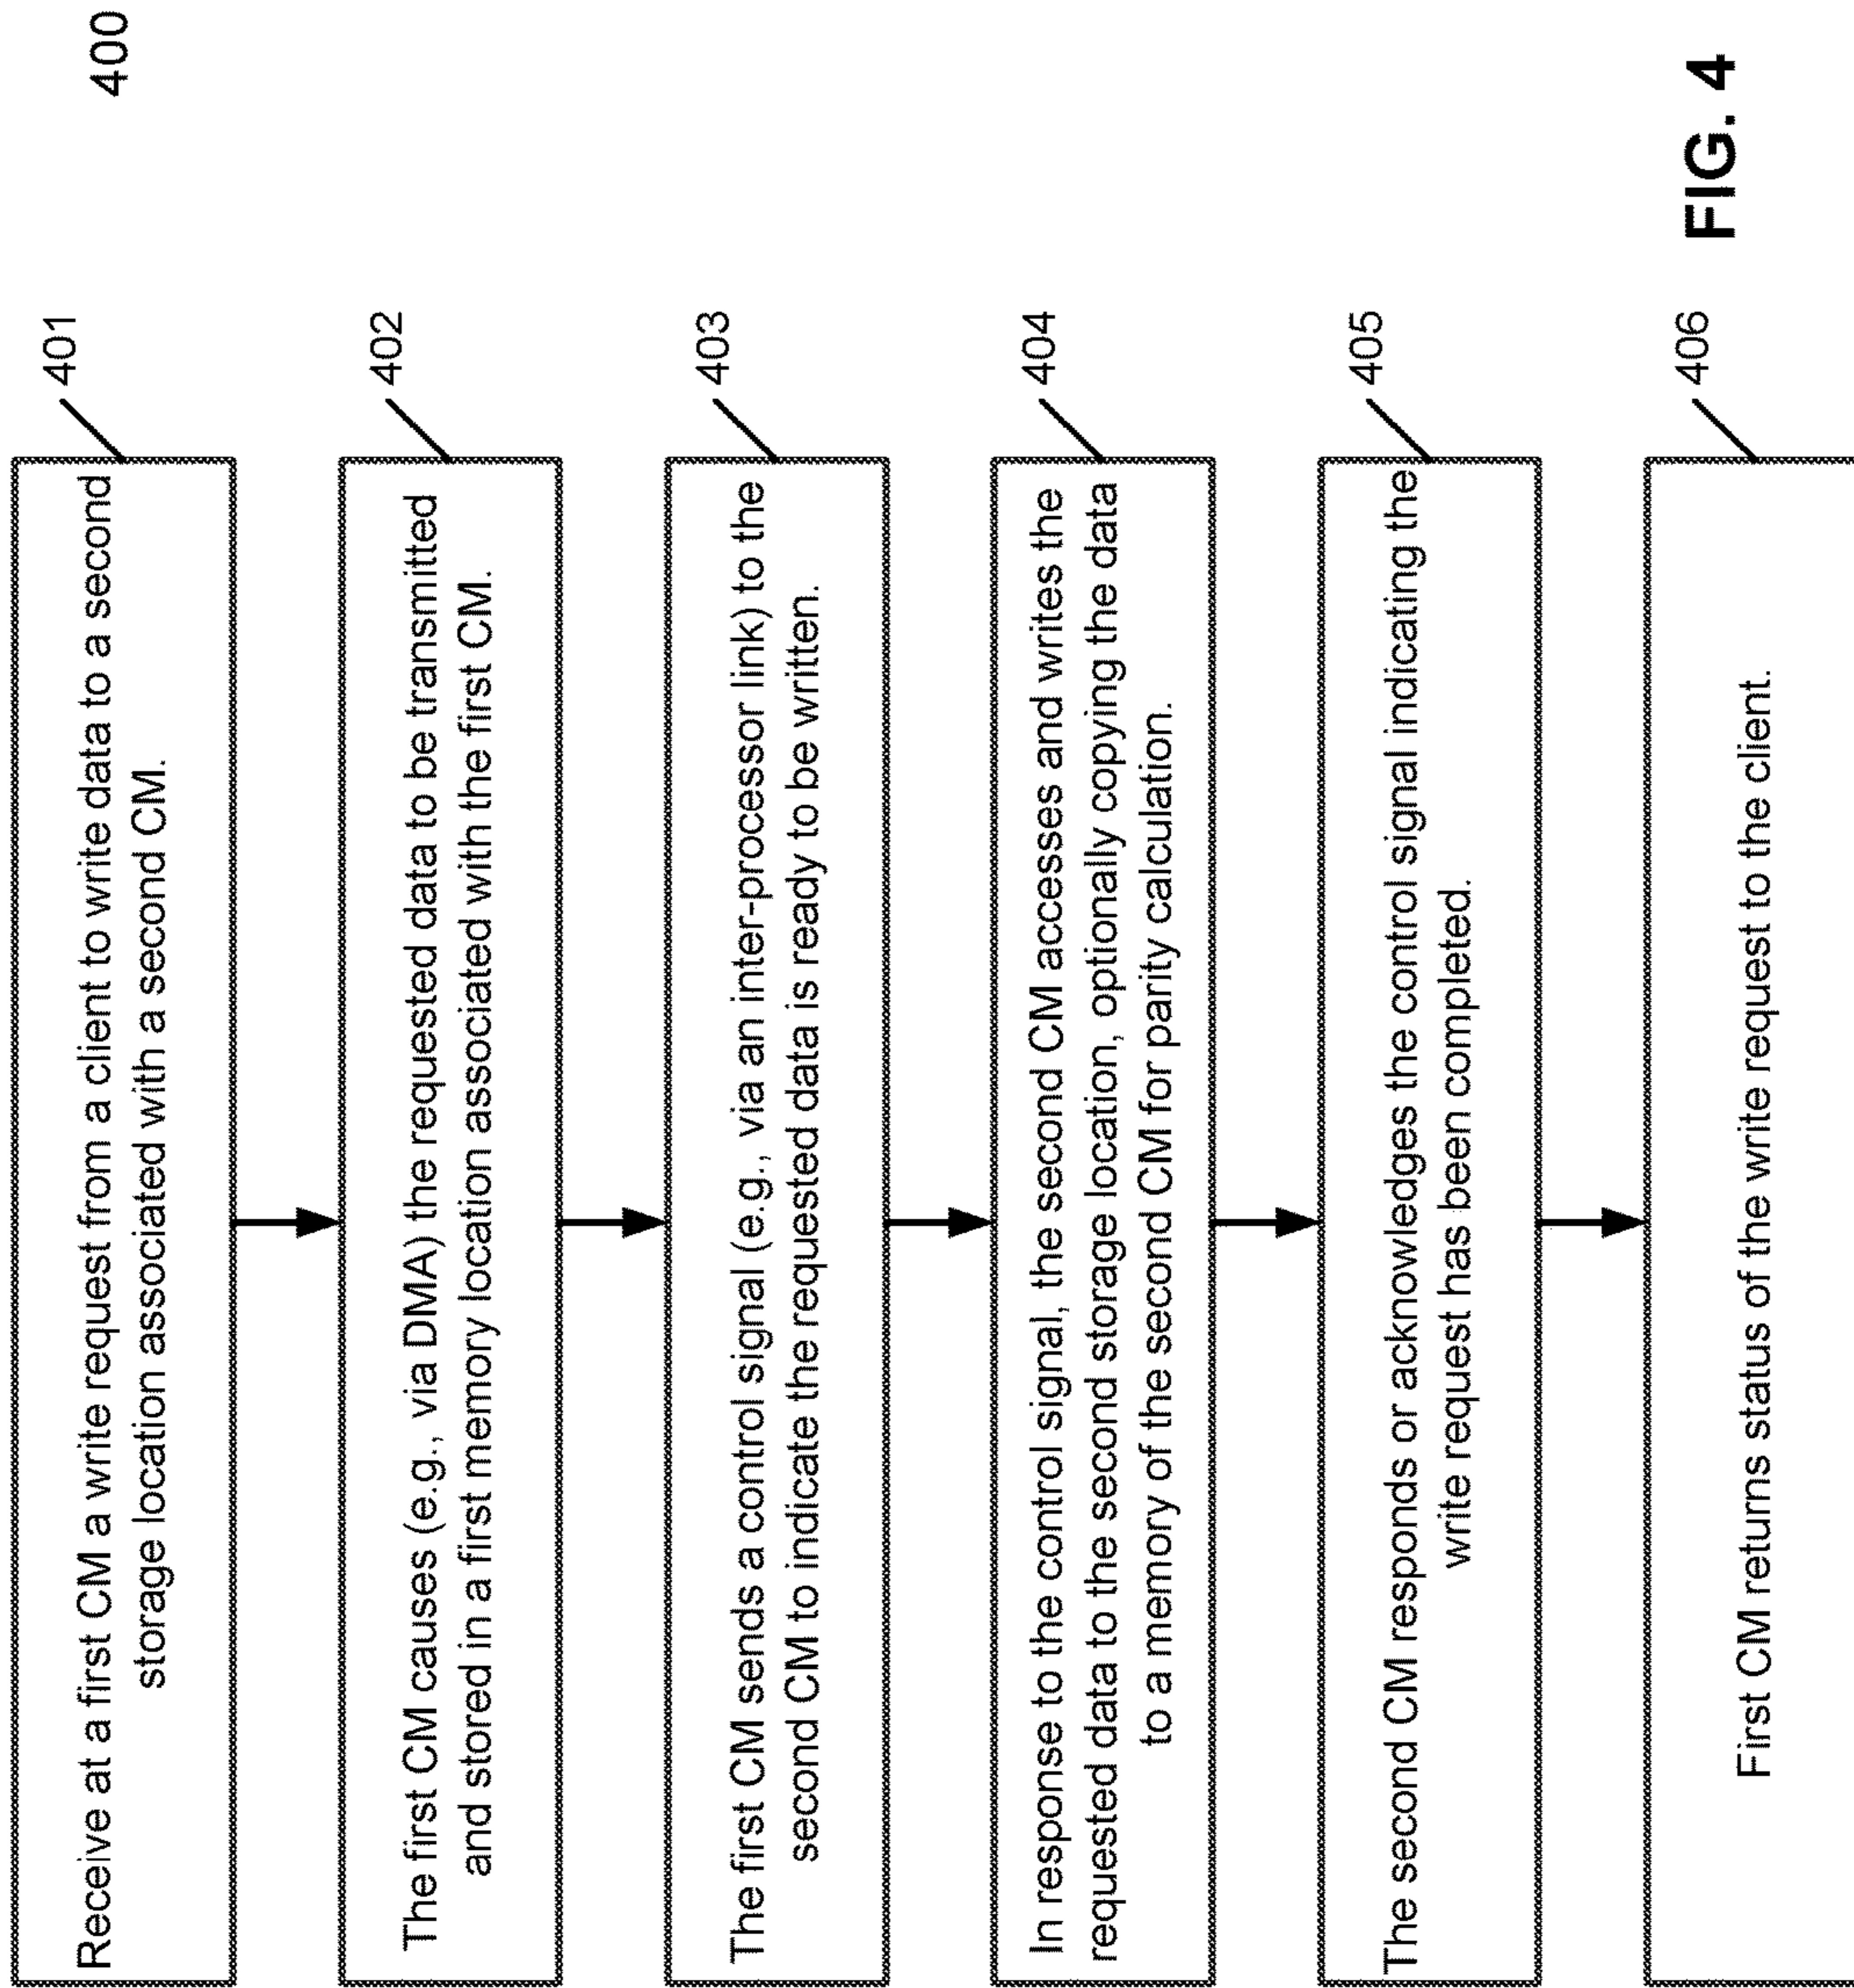 400
Receive at a first CM a write request from a client to write data to a second
storage location associated with a second CM.
401
The first CM causes (e.g., via DMA) the requested data to be transmitted
and stored in a first memory location associated with the first CM.
402
The first CM sends a control signal (e.g., via an inter-processor link) to the
second CM to indicate the requested data is ready to be written.
403
In response to the control signal, the second CM accesses and writes the
requested data to the second storage location, optionally copying the data
to a memory of the second CM for parity calculation.
404
The second CM responds or acknowledges the control signal indicating the
write request has been completed.
405
First CM returns status of the write request to the client.
406
FIG. 4